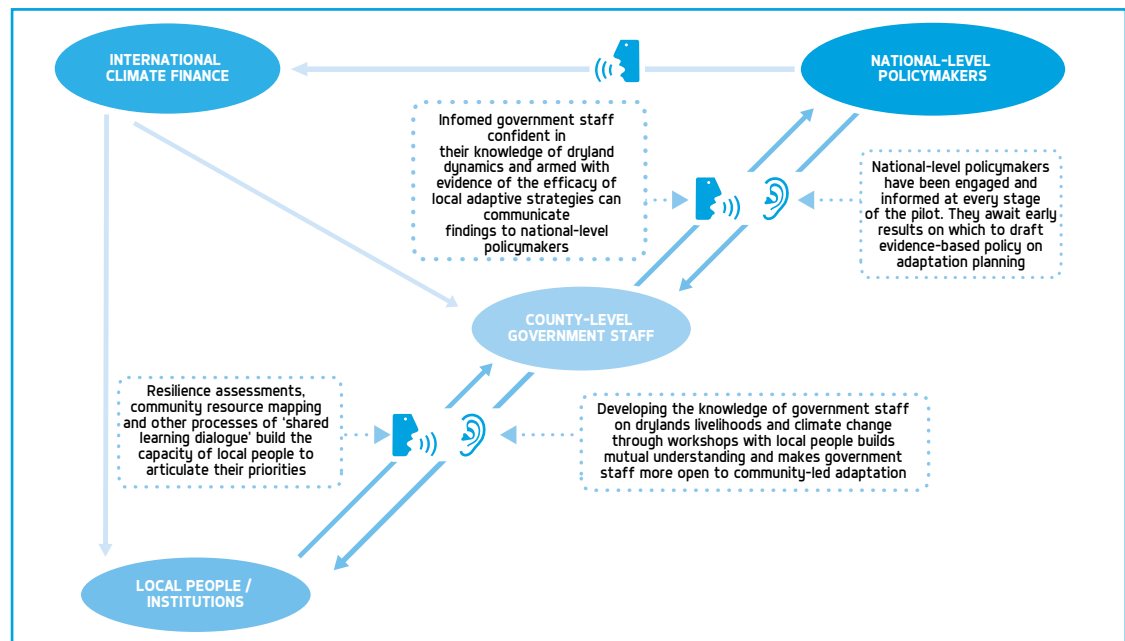 INTERNATIONAL
CLIMATE FINANCE
NATIONAL-LEVEL
POLICYMAKERS
Infomed government staff
confident in
their knowledge of dryland
dynamics and armed with
evidence of the efficacy of
local adaptive strategies can
communicate
findings to national-level
policymakers
National-level policymakers
have been engaged and
informed at every stage
of the pilot. They await early
results on which to draft
evidence-based policy on
adaptation planning
COUNTY-LEVEL
GOVERNMENT STAFF
Resilience assessments,
community resource mapping
and other processes of ‘shared
learning dialogue’ build the
capacity of local people to
articulate their priorities
Developing the knowledge of government staff
on drylands livelihoods and climate change
through workshops with local people builds
mutual understanding and makes government
staff more open to community-led adaptation
LOCAL PEOPLE /
INSTITUTIONS